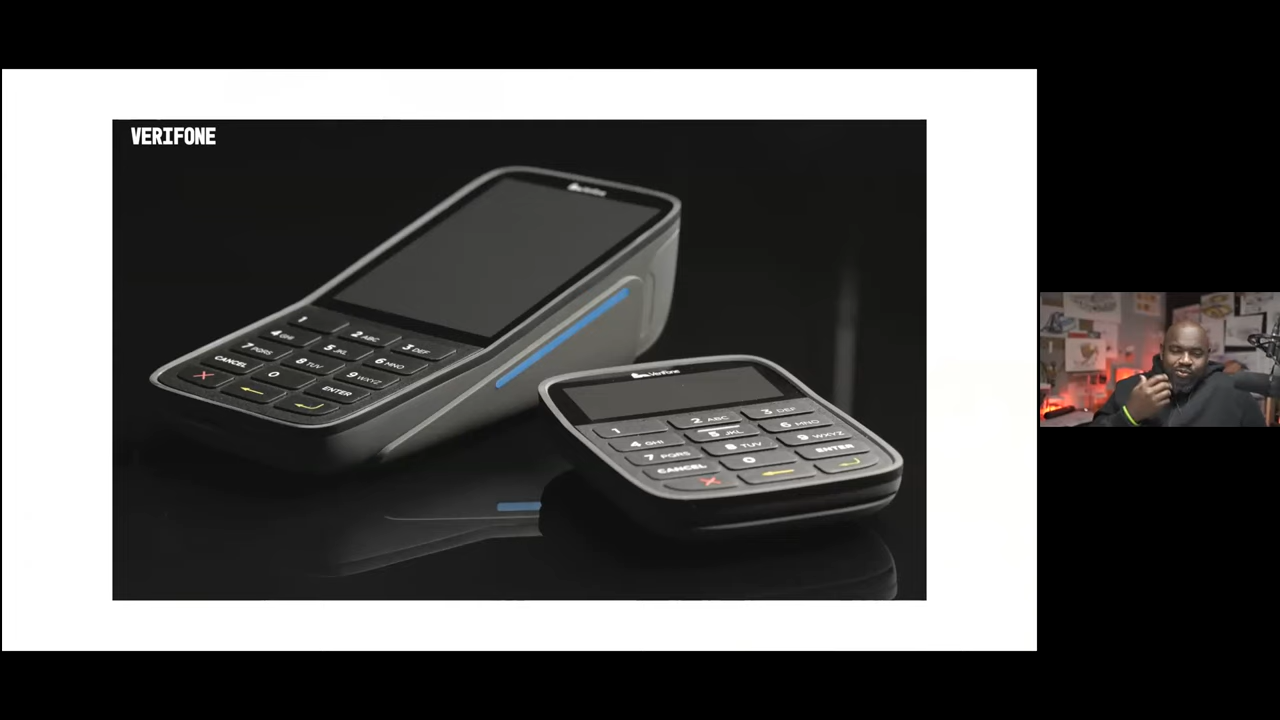 VERIFONE
1
2 ABC
3 DEF
4 GHI
5 JKL
6 MNO
7 PQRS
8 TUV
9 WXYZ
CANCEL
0
ENTER
Verifone
1
2 ABC
3 DEF
4 GHI
5 JKL
6 MNO
7 PQRS
8 TUV
9 WXYZ
CANCEL
0
ENTER